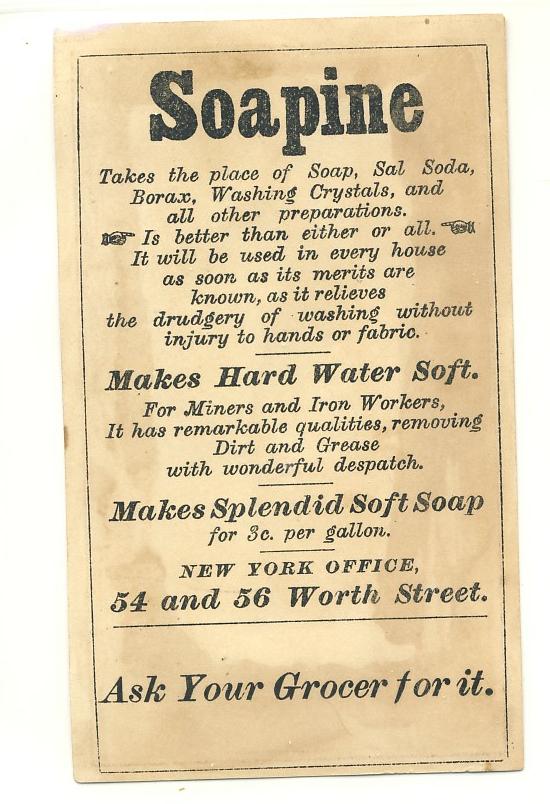 Soapine
Takes the place of Soap, Sal Soda,
Borax, Washing Crystals, and
all other preparations.
Is better than either or all.
It will be used in every house
as soon as its merits are
known, as it relieves
the drudgery of washing without
injury to hands or fabric.
Makes Hard Water Soft.
For Miners and Iron Workers,
It has remarkable qualities, removing
Dirt and Grease
with wonderful despatch.
Makes Splendid Soft Soap
for 3c. per gallon.
NEW YORK OFFICE,
54 and 56 Worth Street.
Ask Your Grocer for it.